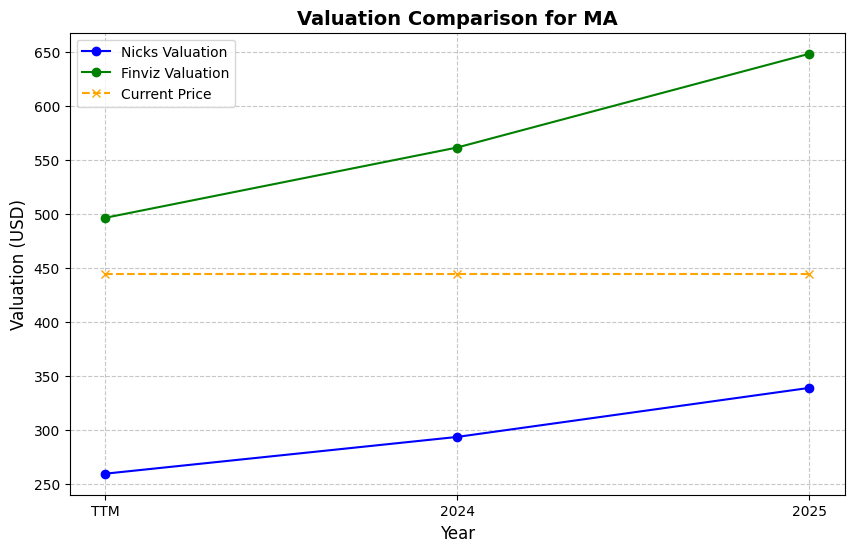 Valuation Comparison for MA
Nicks Valuation
Finviz Valuation
Current Price
Valuation (USD)
650
600
550
500
450
400
350
300
250
TTM
2024
2025
Year